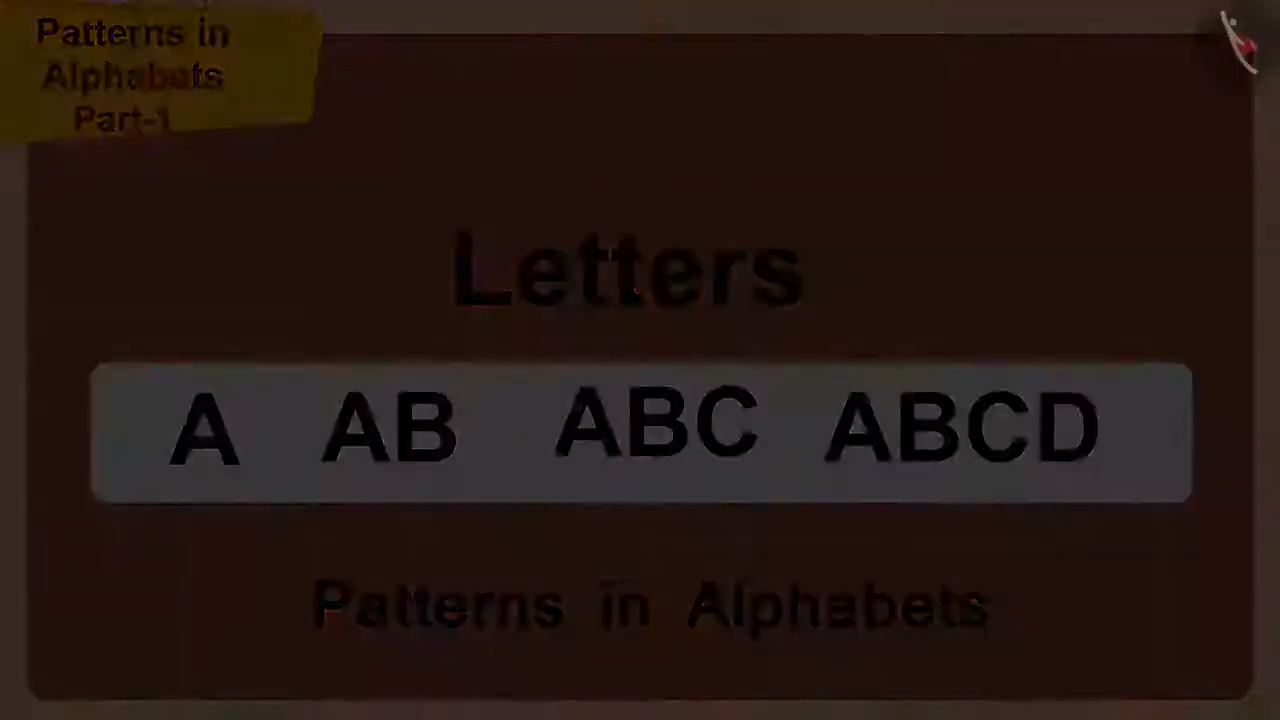 Patterns in
Alphabets
Part-1
Letters
A AB ABC ABCD
Patterns in Alphabets